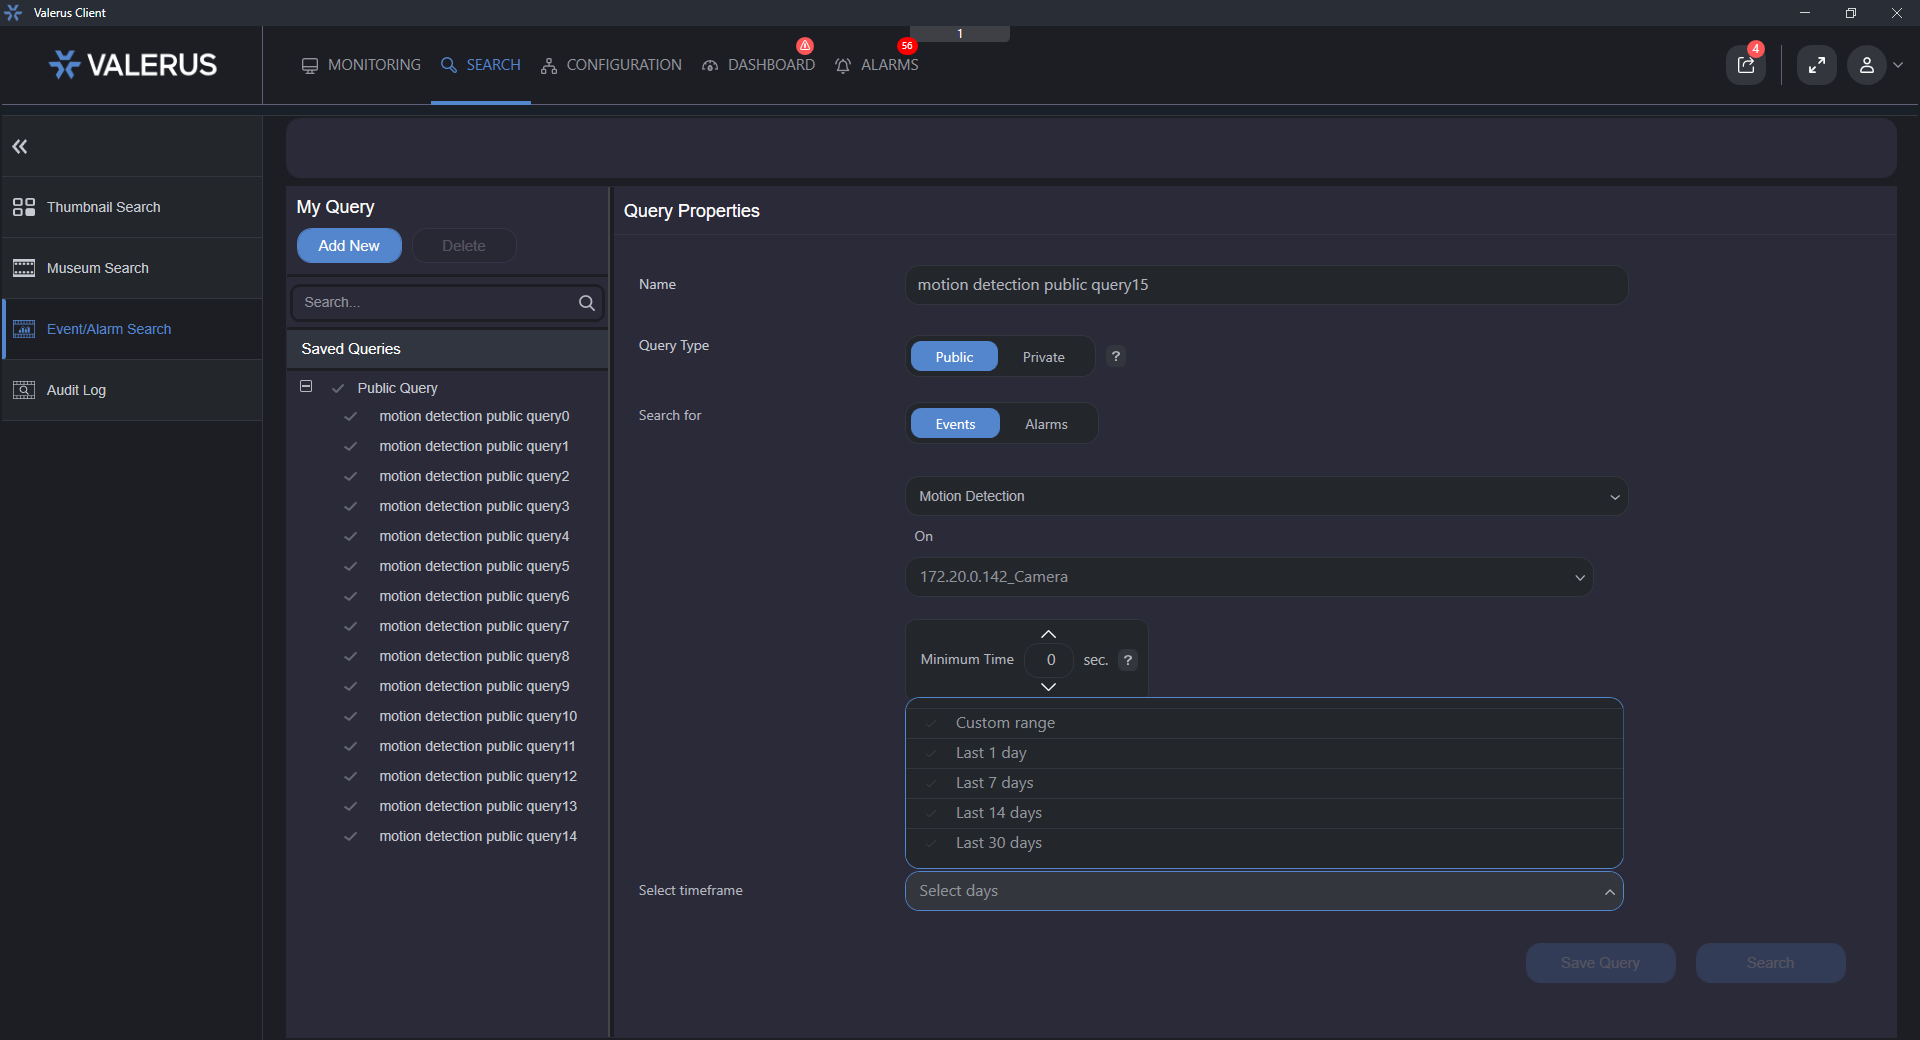 Valerus Client
1
VALERUS
MONITORING
SEARCH
CONFIGURATION
DASHBOARD
56
ALARMS
4
Thumbnail Search
Museum Search
Event/Alarm Search
Audit Log
My Query
Add New
Delete
Search...
Saved Queries
Public Query
motion detection public query0
motion detection public query1
motion detection public query2
motion detection public query3
motion detection public query4
motion detection public query5
motion detection public query6
motion detection public query7
motion detection public query8
motion detection public query9
motion detection public query10
motion detection public query11
motion detection public query12
motion detection public query13
motion detection public query14
Query Properties
Name
motion detection public query15
Query Type
Public
Private
?
Search for
Events
Alarms
Motion Detection
On
172.20.0.142_Camera
Minimum Time 0 sec. ?
Custom range
Last 1 day
Last 7 days
Last 14 days
Last 30 days
Select timeframe
Select days
Save Query
Search